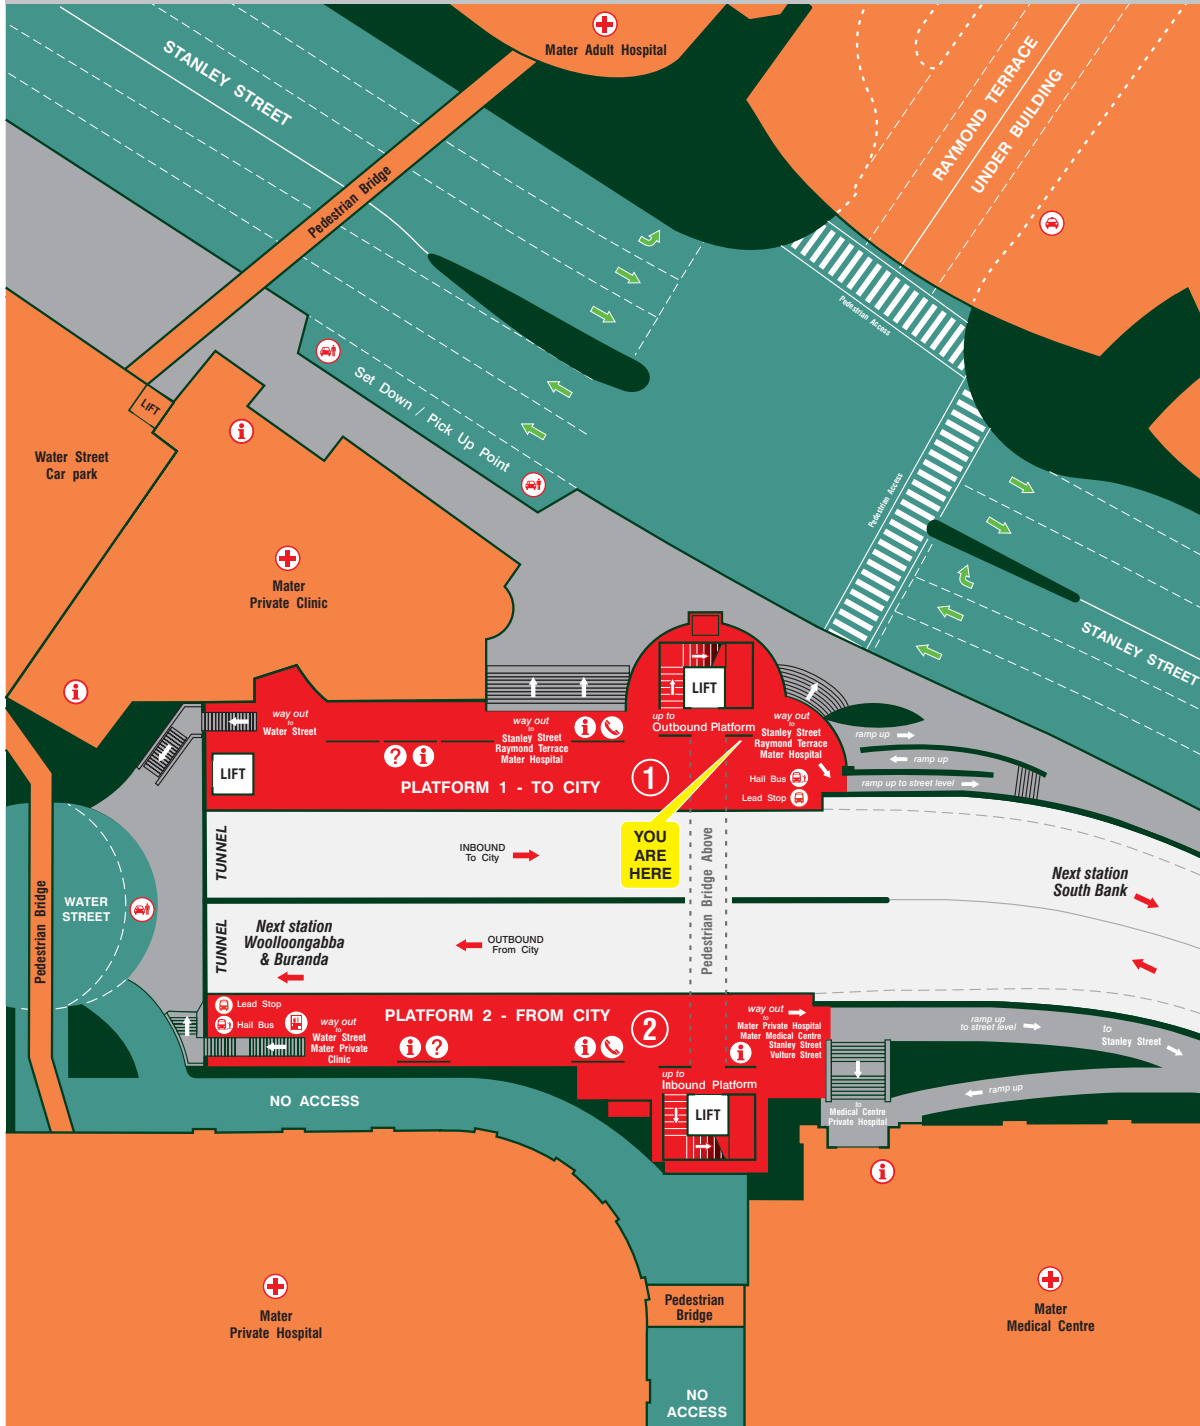 Mater Adult Hospital
STANLEY STREET
RAYMOND TERRACE
UNDER BUILDING
Pedestrian Bridge
Pedestrian Access
Set Down / Pick Up Point
LIFT
Water Street
Car park
Pedestrian Access
Mater
Private Clinic
STANLEY STREET
LIFT
way out
to
Water Street
way out
to
Stanley Street
Raymond Terrace
Mater Hospital
up to
Outbound Platform
way out
to
Stanley Street
Raymond Terrace
Mater Hospital
ramp up
ramp up
ramp up to street level
LIFT
PLATFORM 1 - TO CITY
1
Hail Bus
Lead Stop
YOU
ARE
HERE
TUNNEL
INBOUND
To City
Pedestrian Bridge Above
Next station
South Bank
WATER
STREET
Pedestrian Bridge
TUNNEL
Next station
Woolloongabba
& Buranda
OUTBOUND
From City
Lead Stop
Hail Bus
way out
to
Water Street
Mater Private
Clinic
PLATFORM 2 - FROM CITY
2
way out
to
Mater Private Hospital
Mater Medical Centre
Stanley Street
Vulture Street
ramp up
to street level
to
Stanley Street
up to
Inbound Platform
LIFT
ramp up
to
Medical Centre
Private Hospital
NO ACCESS
Mater
Private Hospital
Pedestrian
Bridge
Mater
Medical Centre
NO
ACCESS